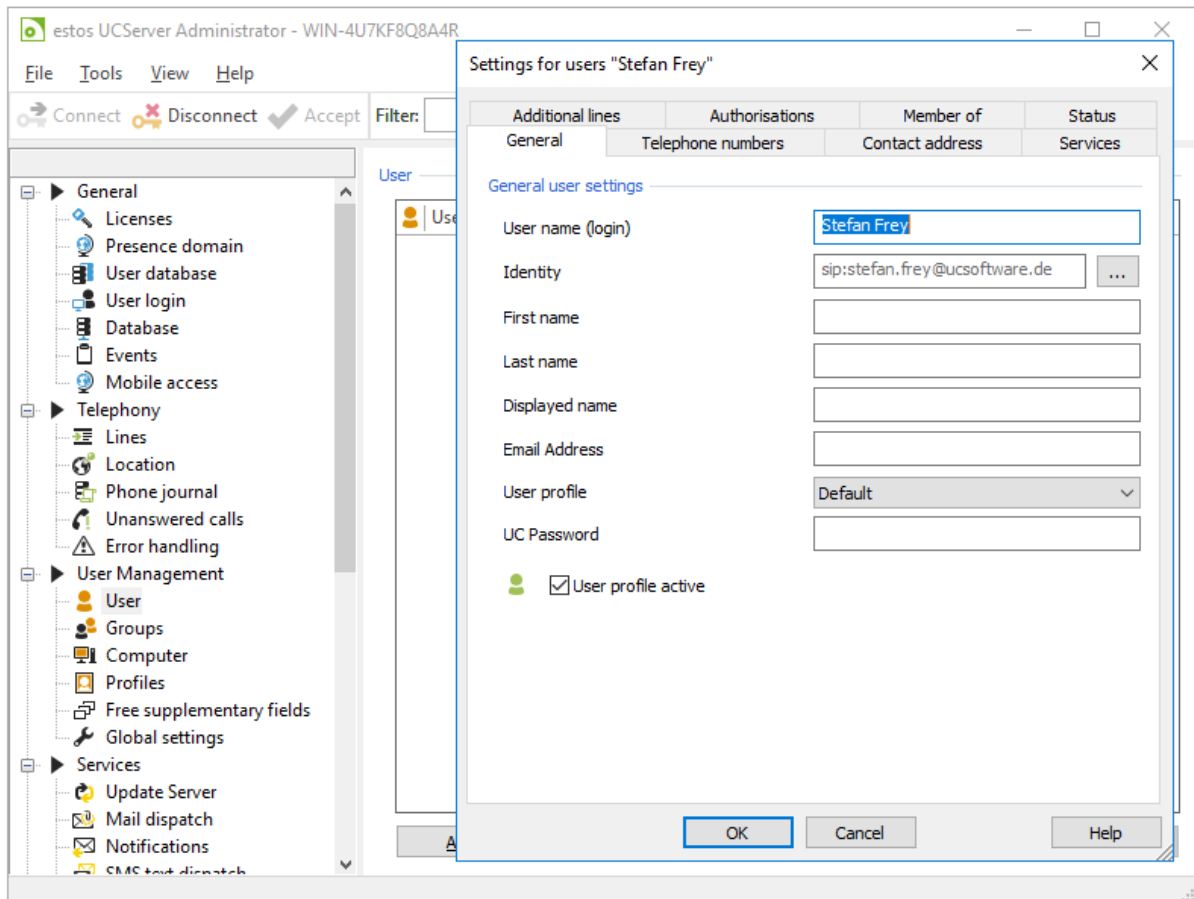 estos UCServer Administrator - WIN-4U7KF8Q8A4R
File Tools View Help
Connect Disconnect Accept Filter:
General
Licenses
Presence domain
User database
User login
Database
Events
Mobile access
Telephony
Lines
Location
Phone journal
Unanswered calls
Error handling
User Management
User
Groups
Computer
Profiles
Free supplementary fields
Global settings
Services
Update Server
Mail dispatch
Notifications
SMS text dispatch
User
Use
A
Settings for users "Stefan Frey"
Additional lines Authorisations Member of Status
General Telephone numbers Contact address Services
General user settings
User name (login) Stefan Frey
Identity sip:stefan.frey@ucsoftware.de ...
First name
Last name
Displayed name
Email Address
User profile Default
UC Password
User profile active
OK Cancel Help